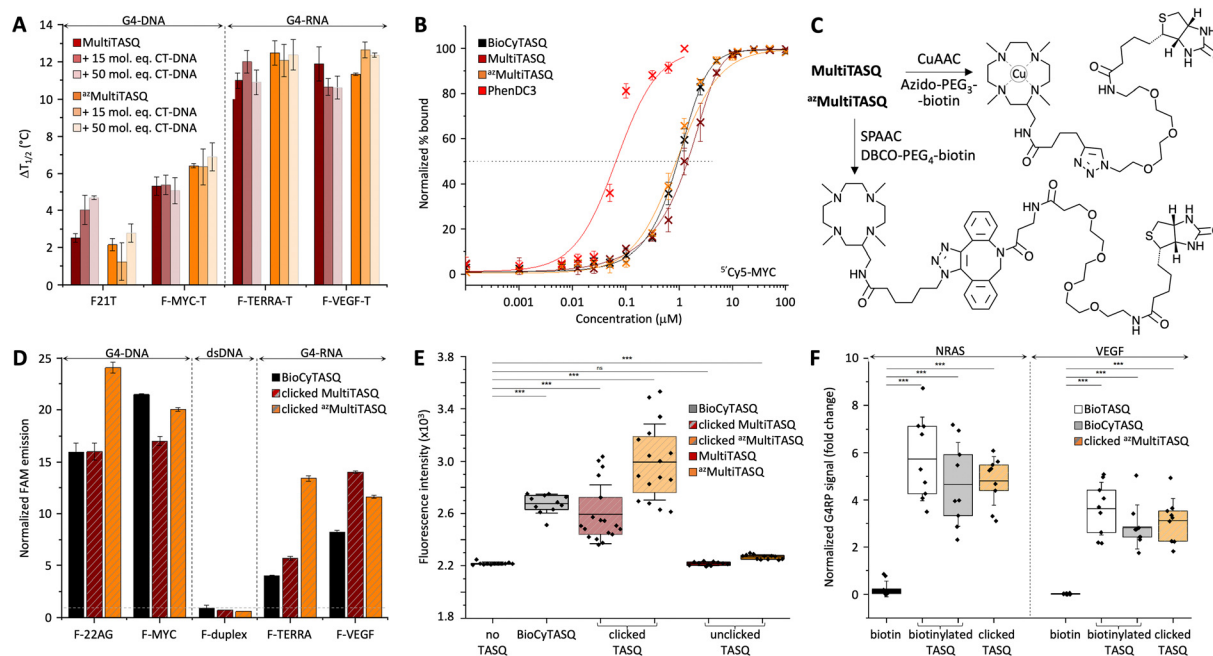 A
G4-DNA
G4-RNA
MultiTASQ
+ 15 mol. eq. CT-DNA
+ 50 mol. eq. CT-DNA
azMultiTASQ
+ 15 mol. eq. CT-DNA
+ 50 mol. eq. CT-DNA
ΔT1/2 (°C)
14
12
10
8
6
4
2
0
F21T
F-MYC-T
F-TERRA-T
F-VEGF-T
B
BioCyTASQ
MultiTASQ
azMultiTASQ
PhenDC3
Normalized % bound
100
80
60
40
20
0
5'Cy5-MYC
0.001
0.01
0.1
1
10
100
Concentration (μM)
C
MultiTASQ
azMultiTASQ
CuAAC
Azido-PEG3-
-biotin
SPAAC
DBCO-PEG4-biotin
Cu
D
G4-DNA
dsDNA
G4-RNA
BioCyTASQ
clicked MultiTASQ
clicked azMultiTASQ
Normalized FAM emission
25
20
15
10
5
0
F-22AG
F-MYC
F-duplex
F-TERRA
F-VEGF
E
***
ns
***
***
***
BioCyTASQ
clicked MultiTASQ
clicked azMultiTASQ
MultiTASQ
azMultiTASQ
Fluorescence intensity (x10³)
3.8
3.4
3.0
2.6
2.2
1.8
no
TASQ
BioCyTASQ
clicked
TASQ
unclicked
TASQ
F
NRAS
VEGF
***
***
***
***
***
***
BioTASQ
BioCyTASQ
clicked azMultiTASQ
Normalized G4RP signal (fold change)
10
8
6
4
2
0
biotin
biotinylated
TASQ
clicked
TASQ
biotin
biotinylated
TASQ
clicked
TASQ